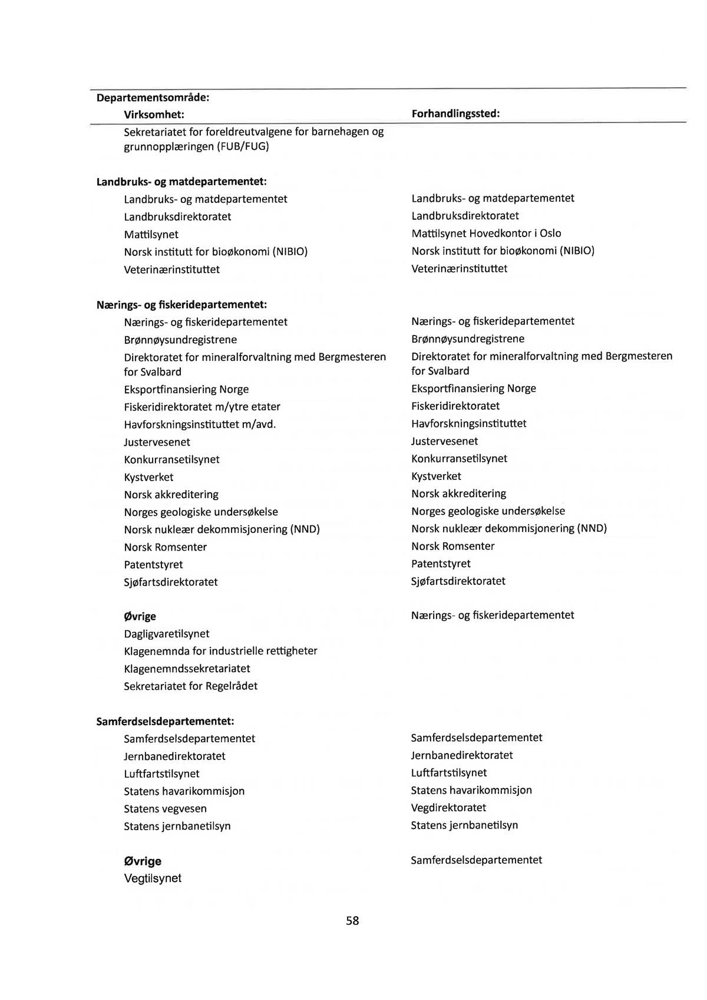 Departementsområde:
Virksomhet: Forhandlingssted:
Sekretariatet for foreldreutvalgene for barnehagen og
grunnopplæringen (FUB/FUG)
Landbruks- og matdepartementet:
Landbruks- og matdepartementet Landbruks- og matdepartementet
Landbruksdirektoratet Landbruksdirektoratet
Mattilsynet Mattilsynet Hovedkontor i Oslo
Norsk institutt for bioøkonomi (NIBIO) Norsk institutt for bioøkonomi (NIBIO)
Veterinærinstituttet Veterinærinstituttet
Nærings- og fiskeridepartementet:
Nærings- og fiskeridepartementet Nærings- og fiskeridepartementet
Brønnøysundregistrene Brønnøysundregistrene
Direktoratet for mineralforvaltning med Bergmesteren Direktoratet for mineralforvaltning med Bergmesteren
for Svalbard for Svalbard
Eksportfinansiering Norge Eksportfinansiering Norge
Fiskeridirektoratet m/ytre etater Fiskeridirektoratet
Havforskningsinstituttet m/avd. Havforskningsinstituttet
Justervesenet Justervesenet
Konkurransetilsynet Konkurransetilsynet
Kystverket Kystverket
Norsk akkreditering Norsk akkreditering
Norges geologiske undersøkelse Norges geologiske undersøkelse
Norsk nukleær dekommisjonering (NND) Norsk nukleær dekommisjonering (NND)
Norsk Romsenter Norsk Romsenter
Patentstyret Patentstyret
Sjøfartsdirektoratet Sjøfartsdirektoratet
Øvrige Nærings- og fiskeridepartementet
Dagligvaretilsynet
Klagenemnda for industrielle rettigheter
Klagenemndssekretariatet
Sekretariatet for Regelrådet
Samferdselsdepartementet:
Samferdselsdepartementet Samferdselsdepartementet
Jernbanedirektoratet Jernbanedirektoratet
Luftfartstilsynet Luftfartstilsynet
Statens havarikommisjon Statens havarikommisjon
Statens vegvesen Vegdirektoratet
Statens jernbanetilsyn Statens jernbanetilsyn
Øvrige Samferdselsdepartementet
Vegtilsynet
58